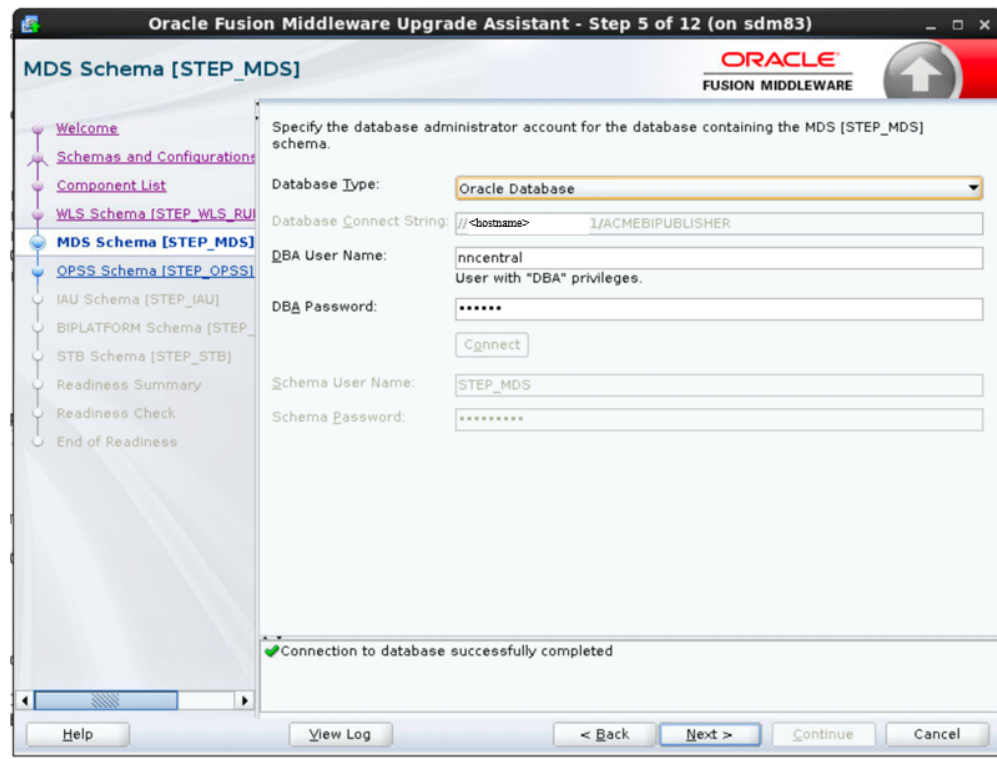 Oracle Fusion Middleware Upgrade Assistant - Step 5 of 12 (on sdm83)
MDS Schema [STEP_MDS]
ORACLE
FUSION MIDDLEWARE
Welcome
Schemas and Configurations
Component List
WLS Schema [STEP_WLS_RU
MDS Schema [STEP_MDS]
OPSS Schema [STEP_OPSS]
IAU Schema [STEP_IAU]
BIPLATFORM Schema [STEP_
STB Schema [STEP_STB]
Readiness Summary
Readiness Check
End of Readiness
Specify the database administrator account for the database containing the MDS [STEP_MDS]
schema.
Database Type: Oracle Database
Database Connect String: //<hostname> 1/ACMEBIPUBLISHER
DBA User Name: nncentral
User with "DBA" privileges.
DBA Password: ••••••
Connect
Schema User Name: STEP_MDS
Schema Password: •••••••••
Connection to database successfully completed
Help View Log < Back Next > Continue Cancel